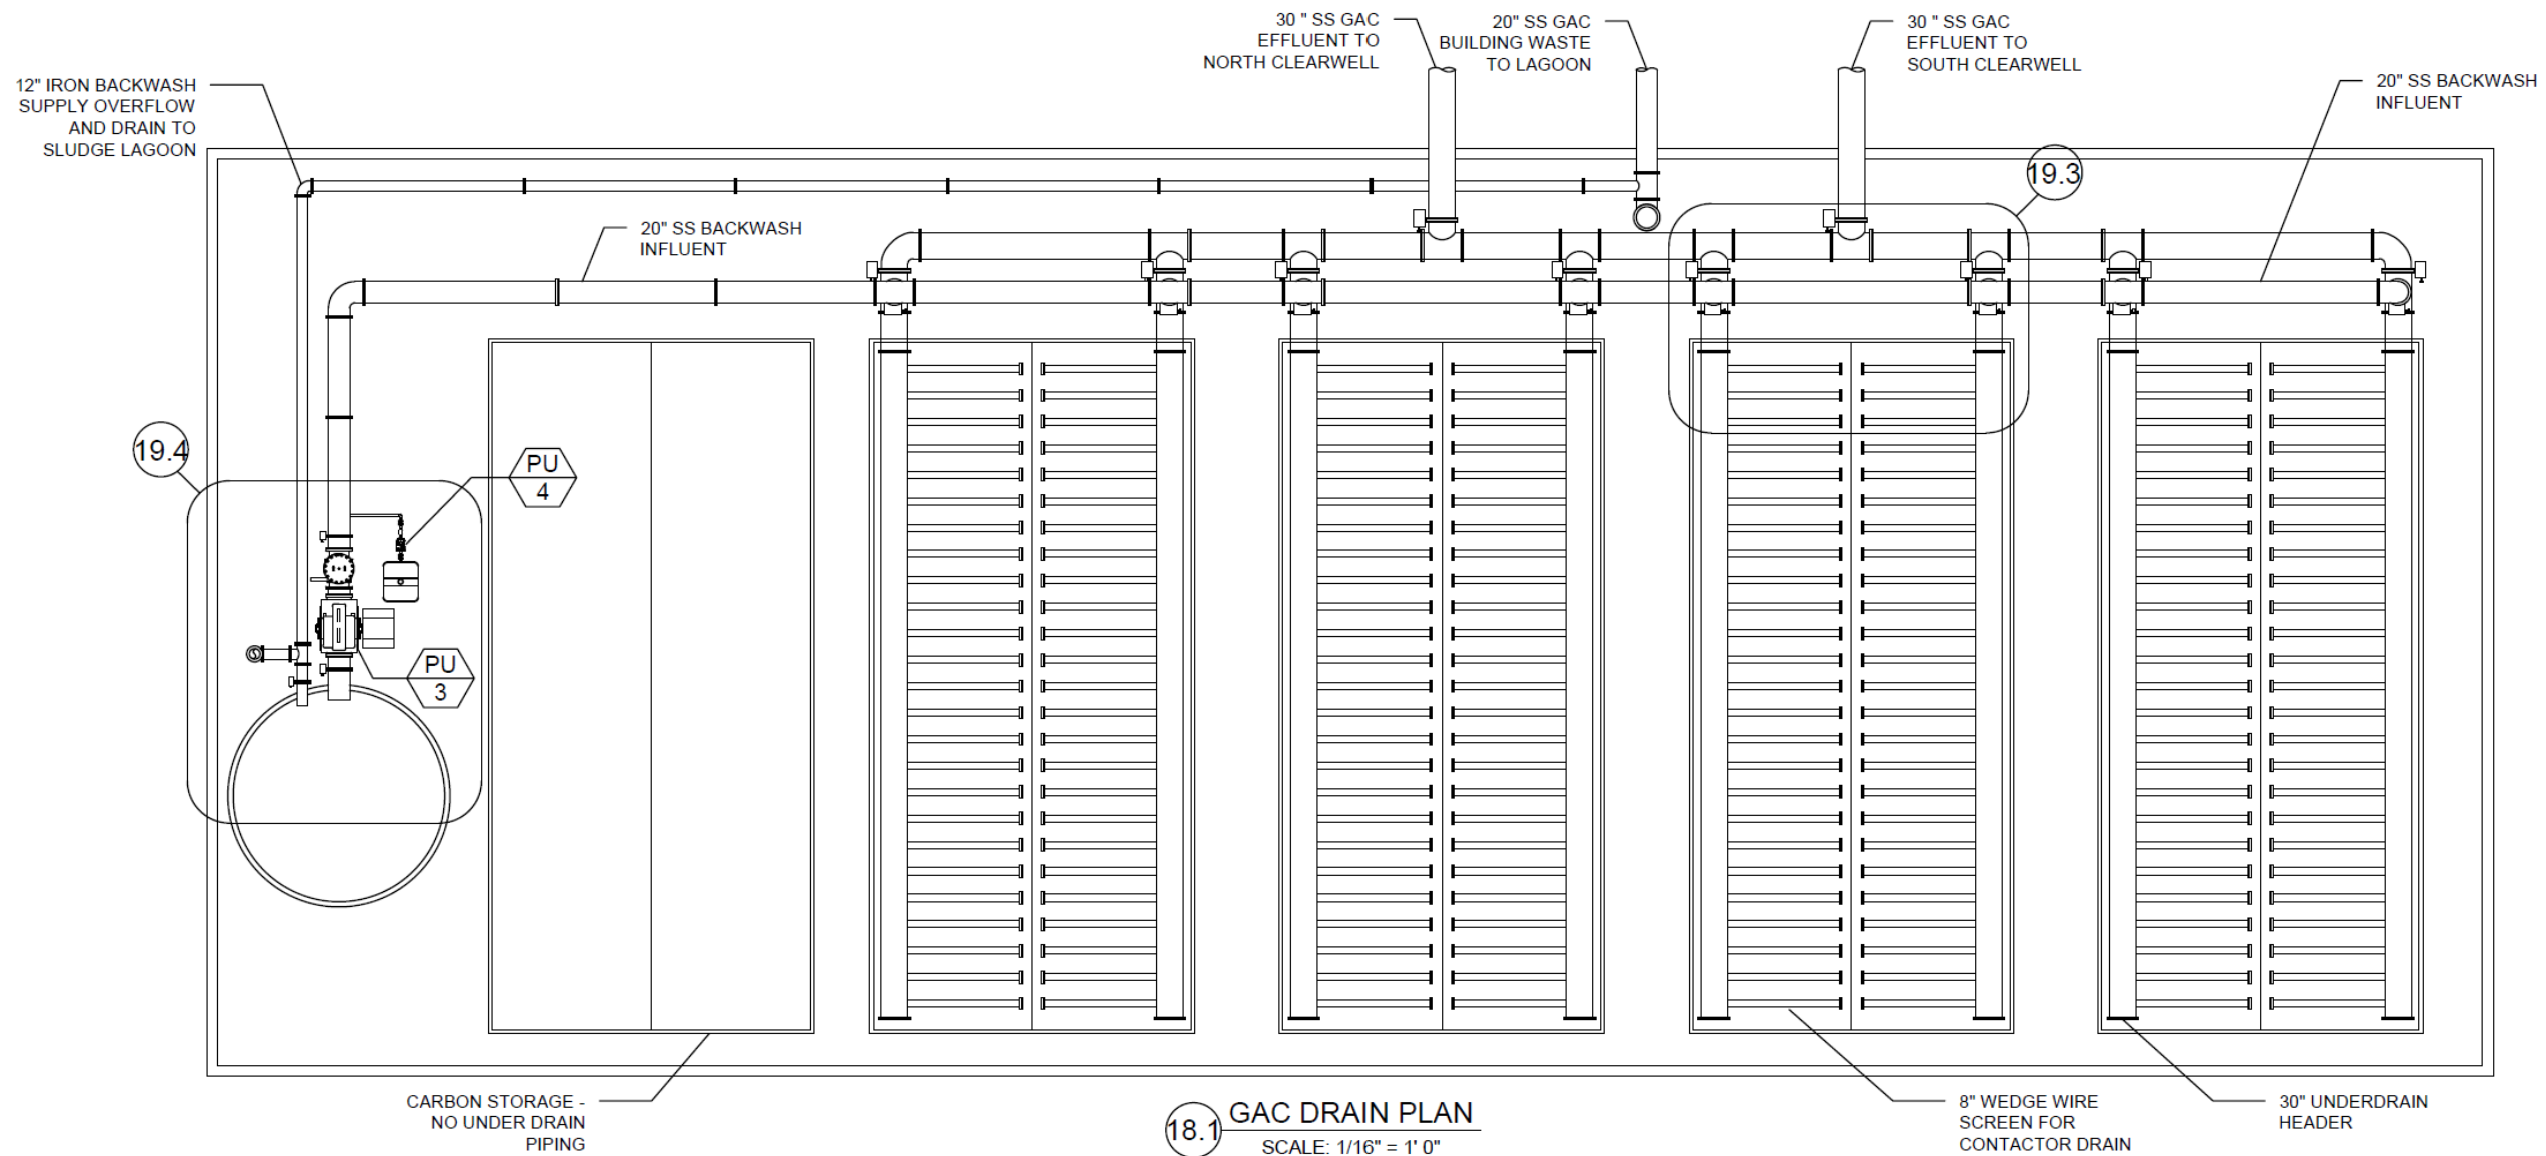 30 " SS GAC
EFFLUENT TO
NORTH CLEARWELL
20" SS GAC
BUILDING WASTE
TO LAGOON
30 " SS GAC
EFFLUENT TO
SOUTH CLEARWELL
12" IRON BACKWASH
SUPPLY OVERFLOW
AND DRAIN TO
SLUDGE LAGOON
20" SS BACKWASH
INFLUENT
19.3
20" SS BACKWASH
INFLUENT
19.4
PU
4
PU
3
CARBON STORAGE -
NO UNDER DRAIN
PIPING
18.1
GAC DRAIN PLAN
SCALE: 1/16" = 1' 0"
8" WEDGE WIRE
SCREEN FOR
CONTACTOR DRAIN
30" UNDERDRAIN
HEADER